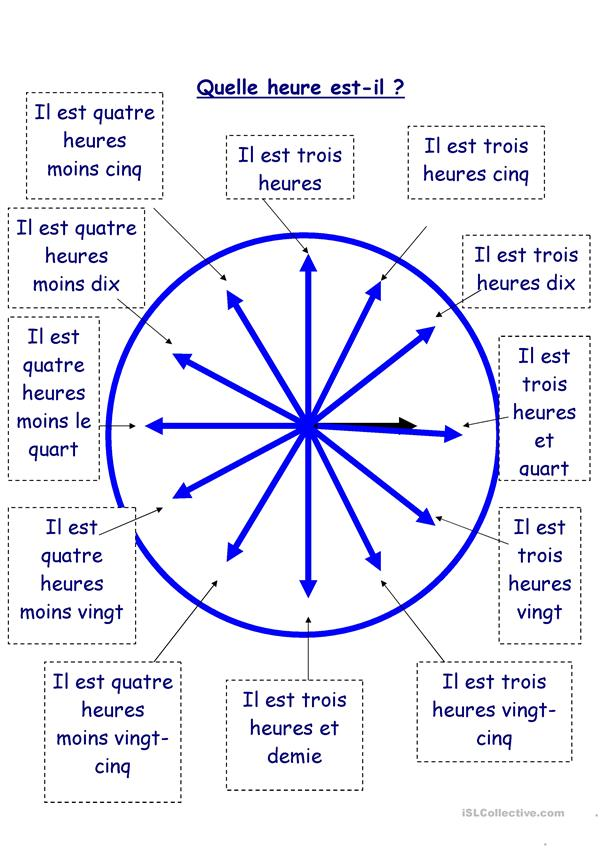 Quelle heure est-il ?
Il est quatre
heures
moins cinq
Il est trois
heures
Il est trois
heures cinq
Il est quatre
heures
moins dix
Il est trois
heures dix
Il est
quatre
heures
moins le
quart
Il est
trois
heures
et
quart
Il est
quatre
heures
moins vingt
Il est
trois
heures
vingt
Il est quatre
heures
moins vingt-
cinq
Il est trois
heures et
demie
Il est trois
heures vingt-
cinq
iSLCollective.com